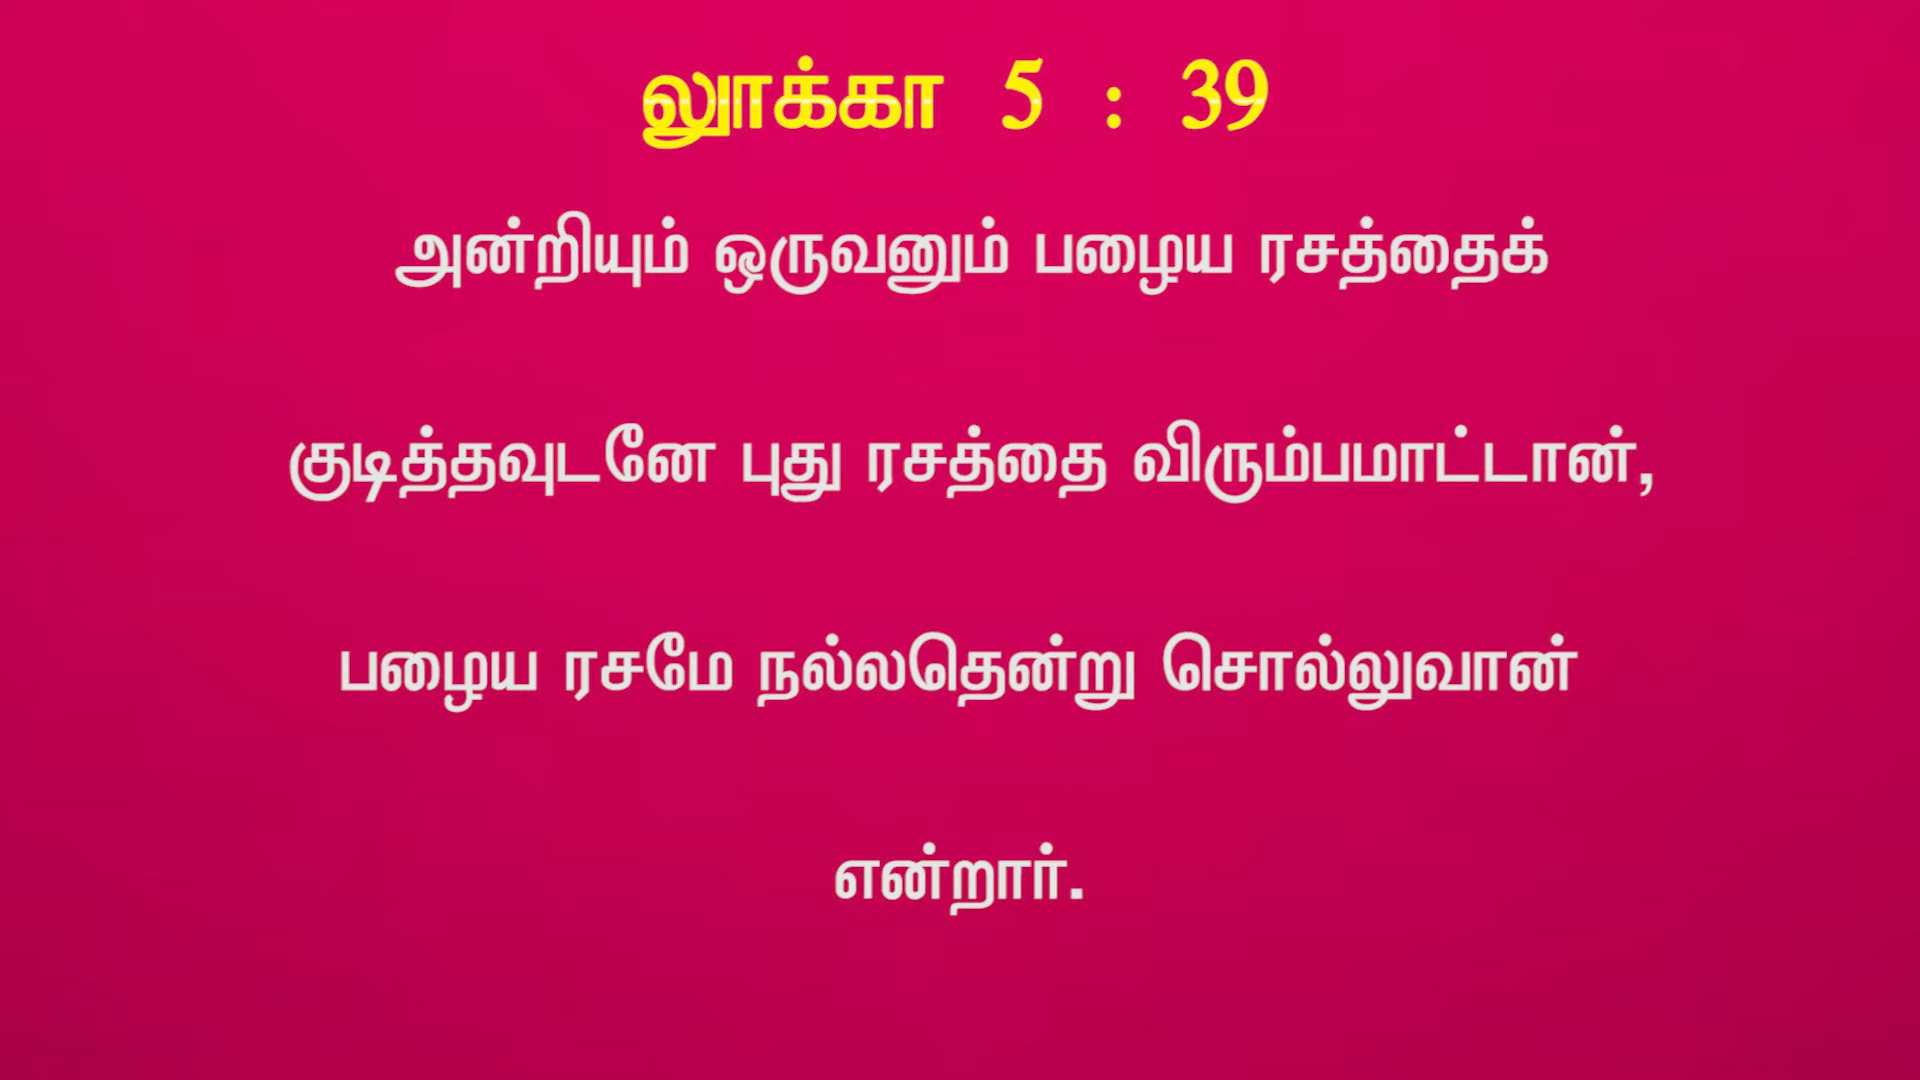 லூக்கா 5 : 39
அன்றியும் ஒருவனும் பழைய ரசத்தைக்
குடித்தவுடனே புது ரசத்தை விரும்பமாட்டான்,
பழைய ரசமே நல்லதென்று சொல்லுவான்
என்றார்.